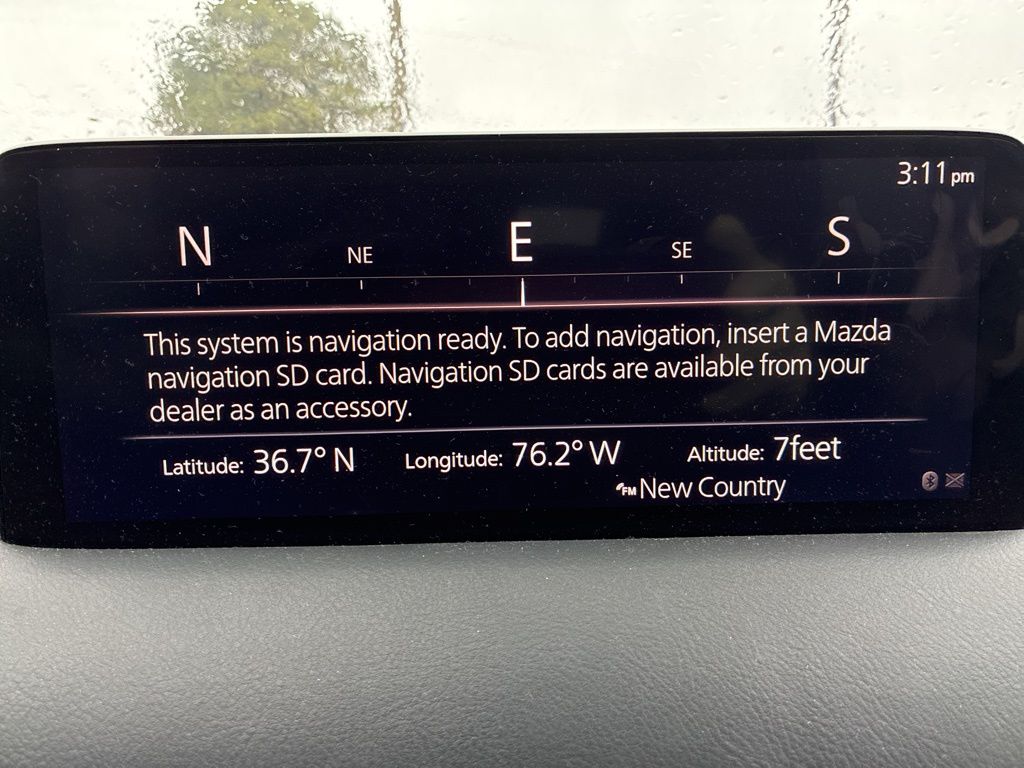 3:11pm
N NE E SE S
This system is navigation ready. To add navigation, insert a Mazda
navigation SD card. Navigation SD cards are available from your
dealer as an accessory.
Latitude: 36.7° N Longitude: 76.2° W Altitude: 7feet
FM New Country